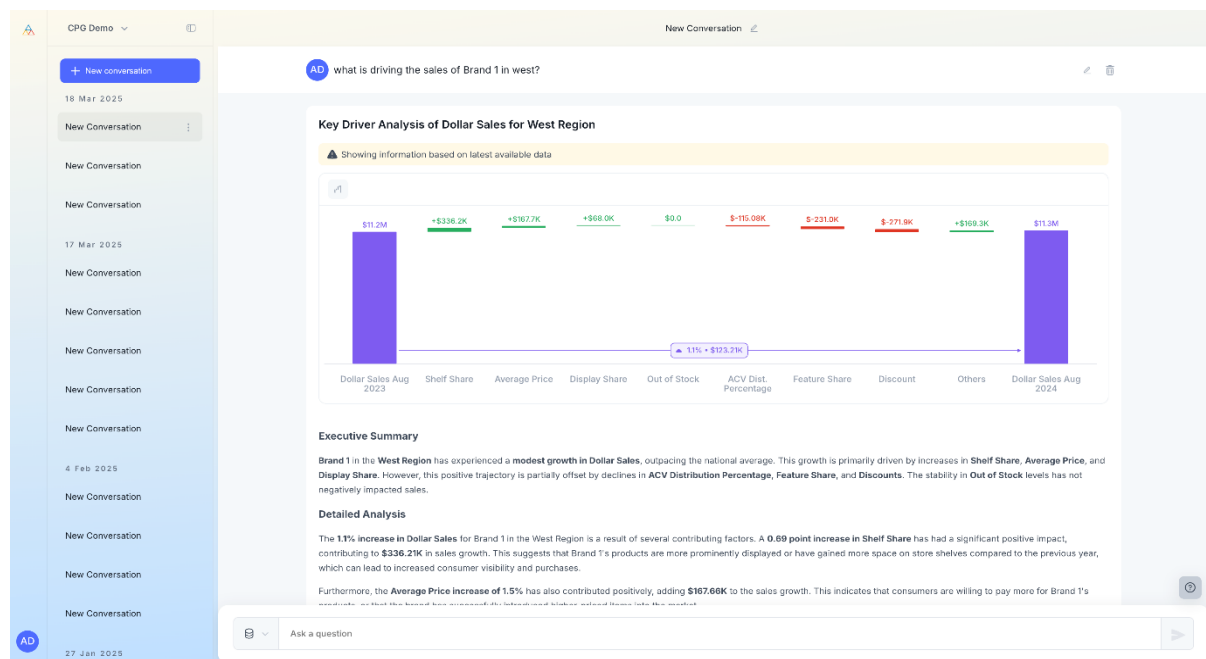 CPG Demo
New Conversation
New conversation
18 Mar 2025
New Conversation
New Conversation
New Conversation
17 Mar 2025
New Conversation
New Conversation
New Conversation
New Conversation
New Conversation
4 Feb 2025
New Conversation
New Conversation
New Conversation
New Conversation
27 Jan 2025
AD
AD what is driving the sales of Brand 1 in west?
Key Driver Analysis of Dollar Sales for West Region
Showing information based on latest available data
$11.2M +$336.2K +$167.7K +$68.0K $0.0 $-115.08K $-231.0K $-271.9K +$169.3K $11.3M
1.1% • $123.21K
Dollar Sales Aug 2023
Shelf Share
Average Price
Display Share
Out of Stock
ACV Dist. Percentage
Feature Share
Discount
Others
Dollar Sales Aug 2024
Executive Summary
Brand 1 in the West Region has experienced a modest growth in Dollar Sales, outpacing the national average. This growth is primarily driven by increases in Shelf Share, Average Price, and
Display Share. However, this positive trajectory is partially offset by declines in ACV Distribution Percentage, Feature Share, and Discounts. The stability in Out of Stock levels has not
negatively impacted sales.
Detailed Analysis
The 1.1% increase in Dollar Sales for Brand 1 in the West Region is a result of several contributing factors. A 0.69 point increase in Shelf Share has had a significant positive impact,
contributing to $336.21K in sales growth. This suggests that Brand 1's products are more prominently displayed or have gained more space on store shelves compared to the previous year,
which can lead to increased consumer visibility and purchases.
Furthermore, the Average Price increase of 1.5% has also contributed positively, adding $167.66K to the sales growth. This indicates that consumers are willing to pay more for Brand 1's
Ask a question